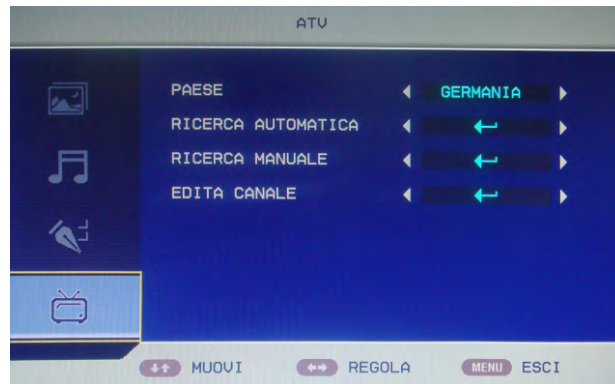 ATV
PAESE GERMANIA
RICERCA AUTOMATICA
RICERCA MANUALE
EDITA CANALE
MUOVI REGOLA MENU ESCI